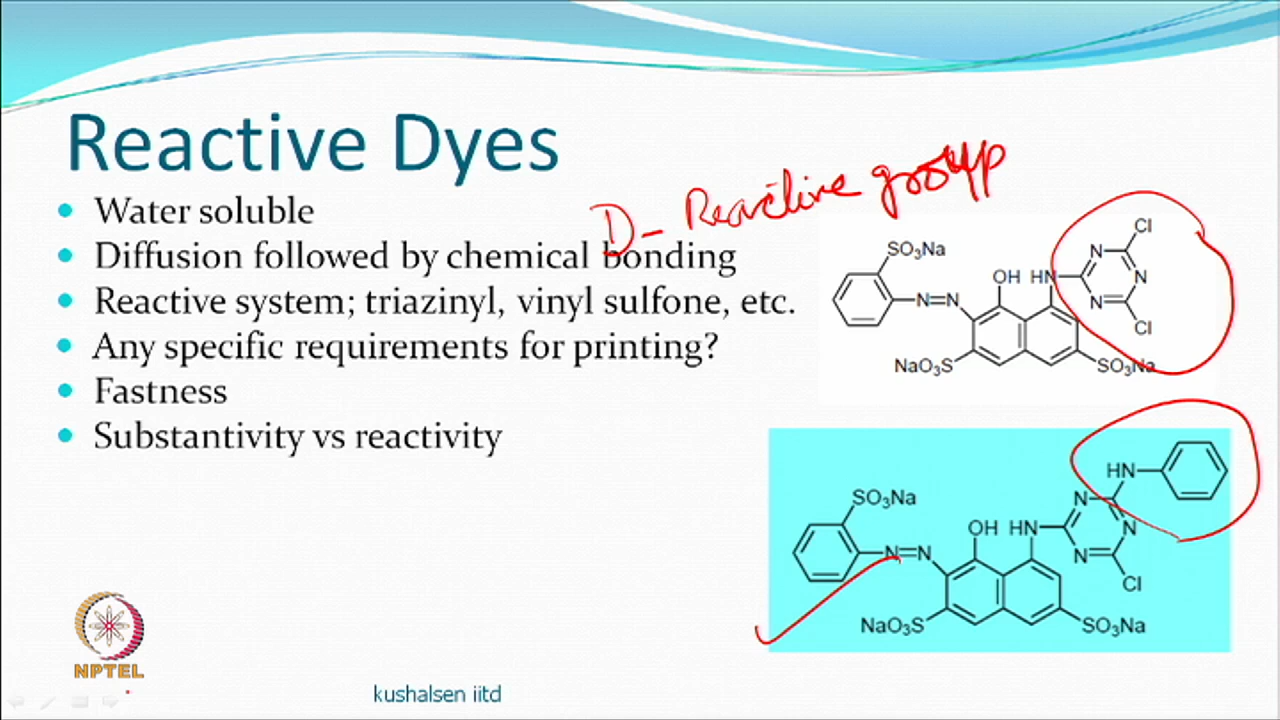 Reactive Dyes
Water soluble
Diffusion followed by chemical bonding
Reactive system; triazinyl, vinyl sulfone, etc.
Any specific requirements for printing?
Fastness
Substantivity vs reactivity
D- Reactive group
Cl
SO₃Na
OH HN N N
N=N N
Cl
NaO₃S SO₃Na
HN
SO₃Na N
OH HN N
N=N N
Cl
NaO₃S SO₃Na
NPTEL
kushalsen iitd